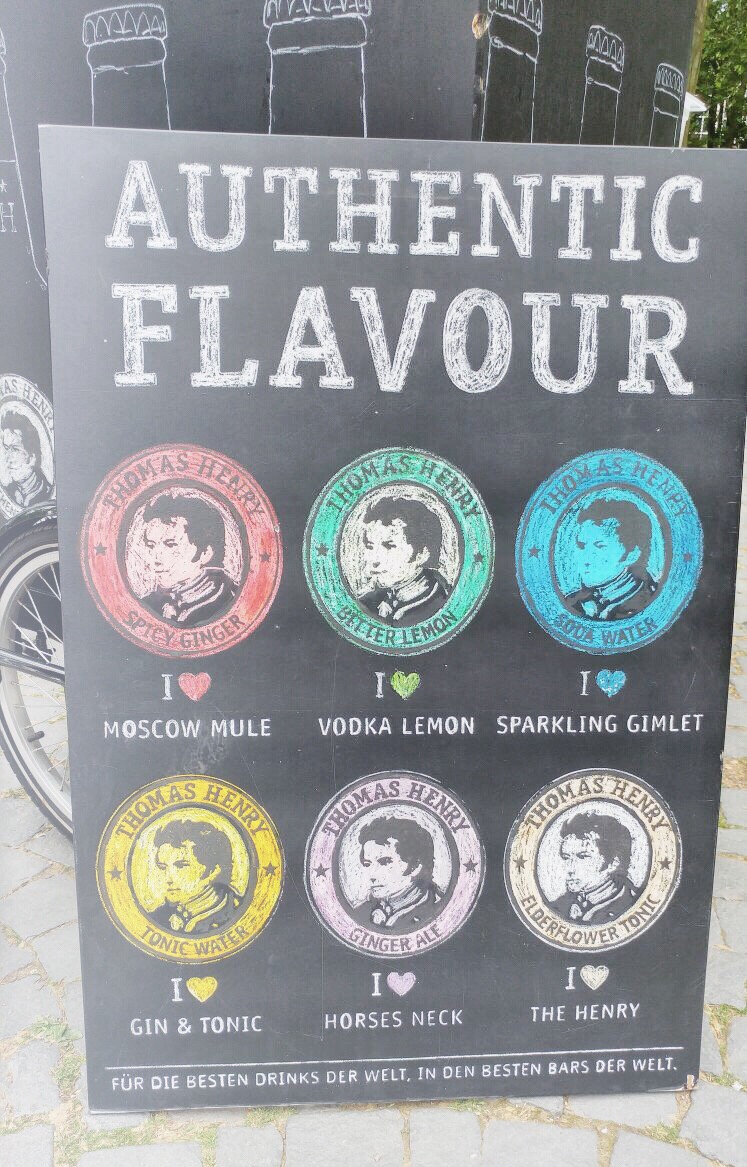 AUTHENTIC
FLAVOUR
THOMAS HENRY
SPICY GINGER
THOMAS HENRY
BITTER LEMON
THOMAS HENRY
SODA WATER
I
MOSCOW MULE
I
VODKA LEMON
I
SPARKLING GIMLET
THOMAS HENRY
TONIC WATER
THOMAS HENRY
GINGER ALE
THOMAS HENRY
ELDERFLOWER TONIC
I
GIN & TONIC
I
HORSES NECK
I
THE HENRY
FÜR DIE BESTEN DRINKS DER WELT, IN DEN BESTEN BARS DER WELT.